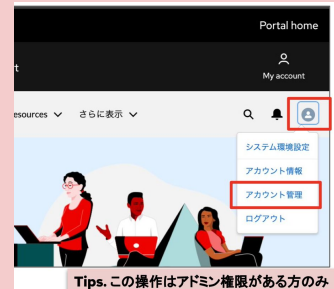 Portal home
t
My account
esources
さらに表示
システム環境設定
アカウント情報
アカウント管理
ログアウト
Tips.この操作はアドミン権限がある方のみ